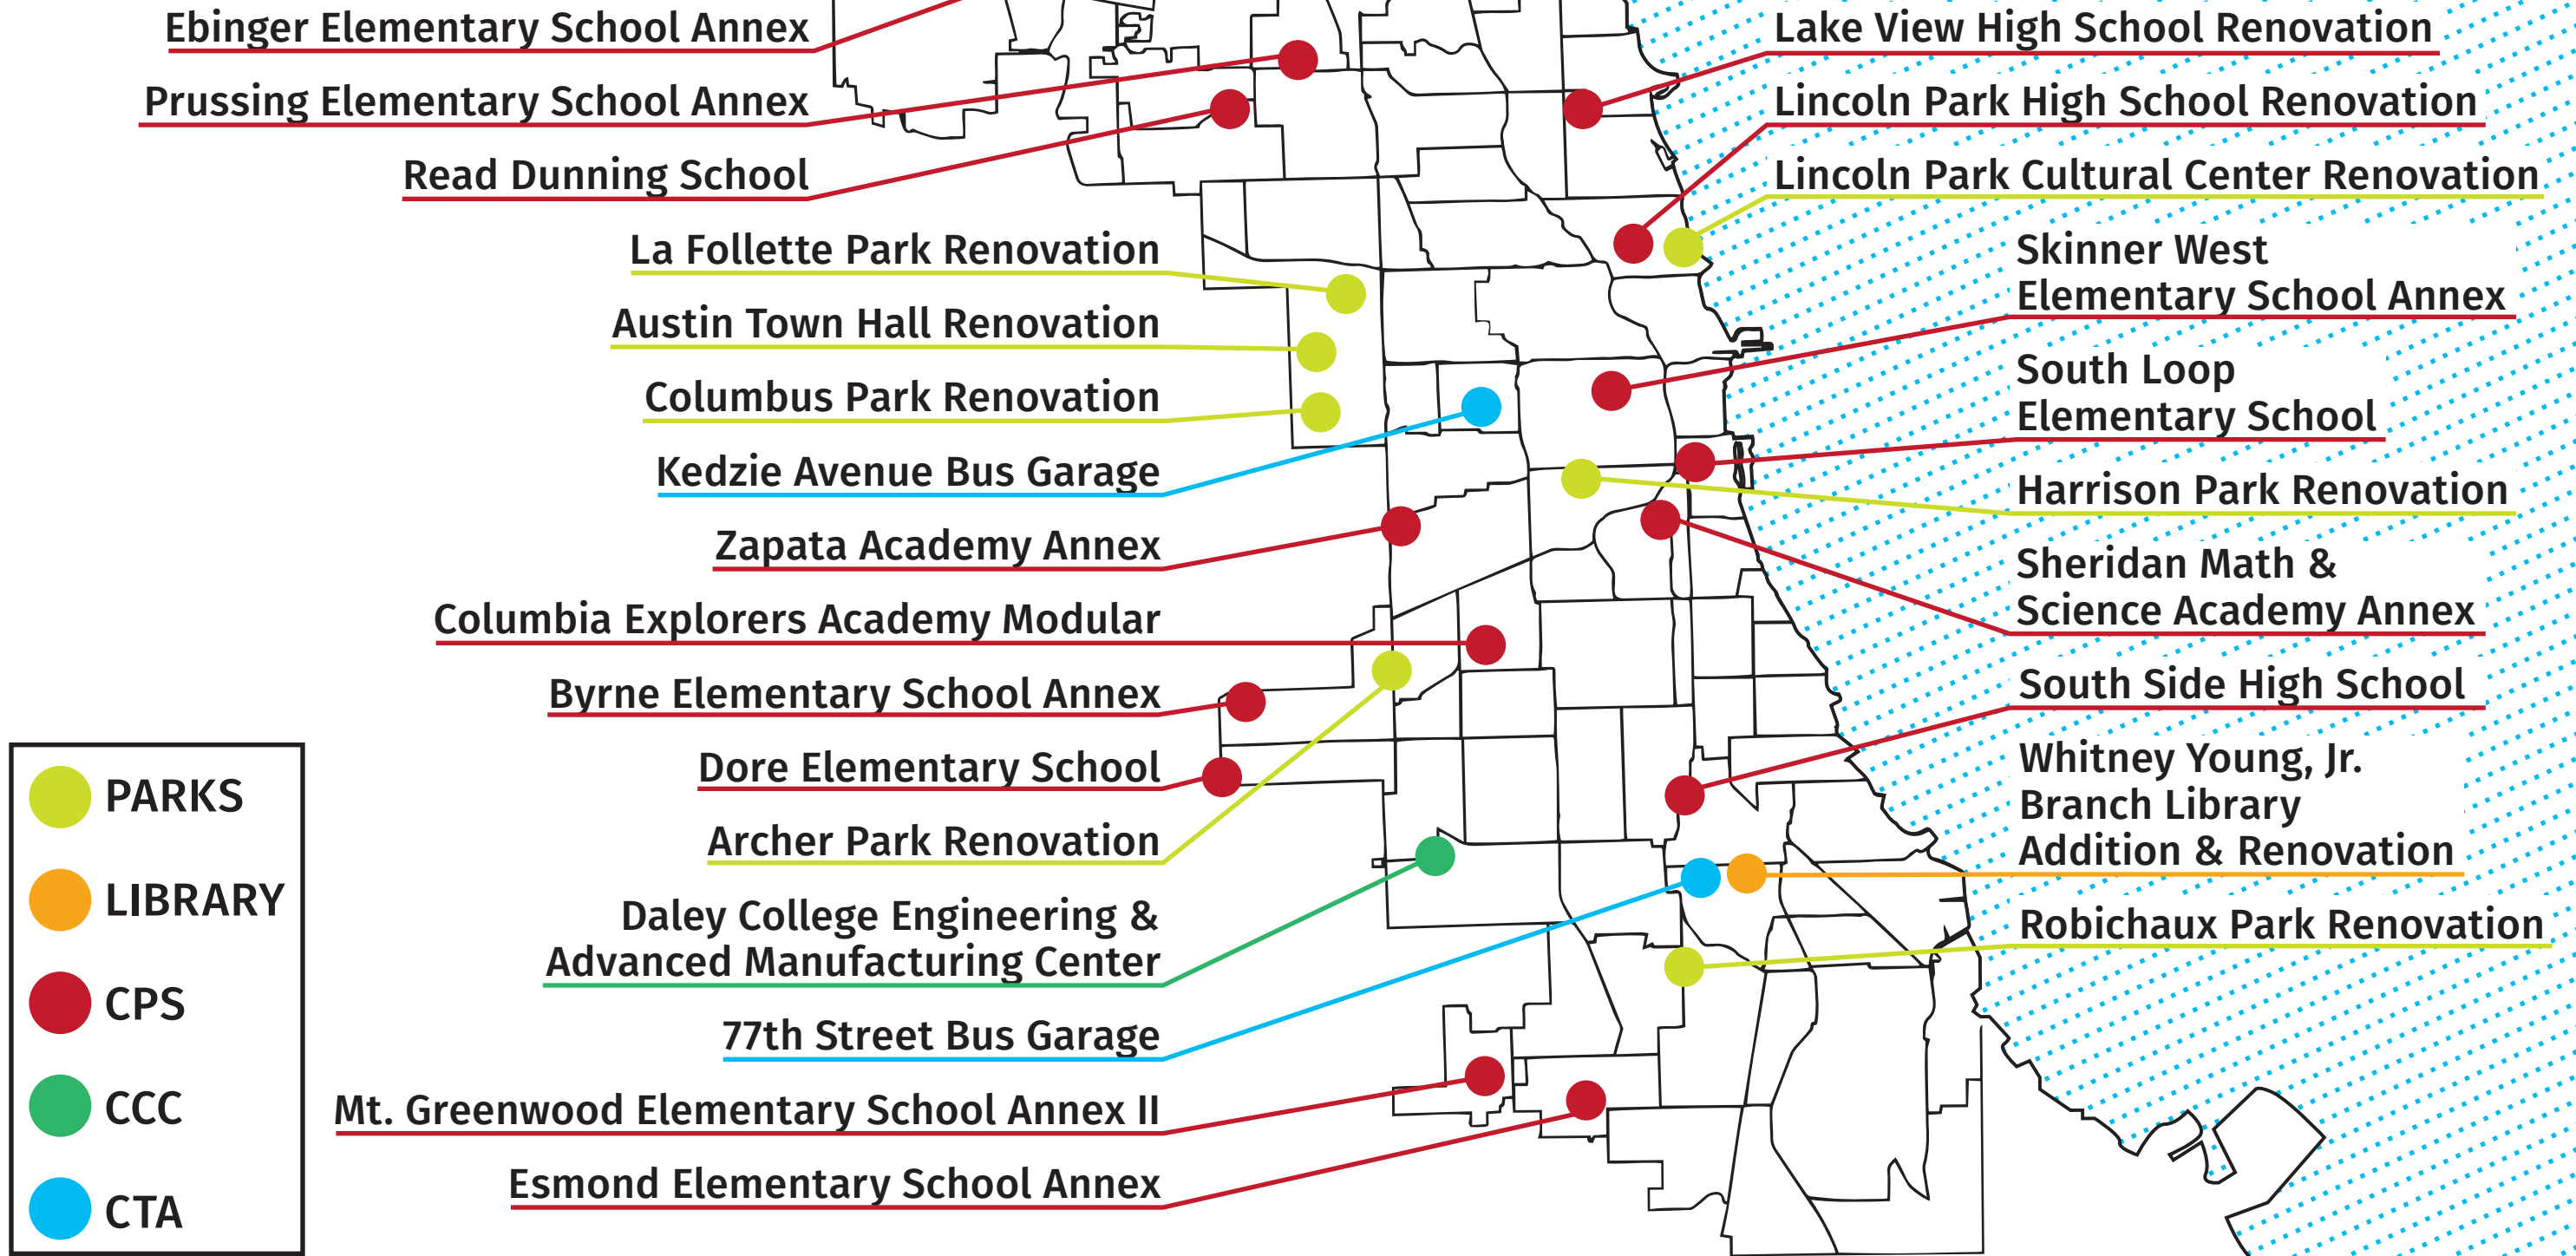 Ebinger Elementary School Annex
Prussing Elementary School Annex
Read Dunning School
La Follette Park Renovation
Austin Town Hall Renovation
Columbus Park Renovation
Kedzie Avenue Bus Garage
Zapata Academy Annex
Columbia Explorers Academy Modular
Byrne Elementary School Annex
Dore Elementary School
Archer Park Renovation
Daley College Engineering &
Advanced Manufacturing Center
77th Street Bus Garage
Mt. Greenwood Elementary School Annex II
Esmond Elementary School Annex
Lake View High School Renovation
Lincoln Park High School Renovation
Lincoln Park Cultural Center Renovation
Skinner West
Elementary School Annex
South Loop
Elementary School
Harrison Park Renovation
Sheridan Math &
Science Academy Annex
South Side High School
Whitney Young, Jr.
Branch Library
Addition & Renovation
Robichaux Park Renovation
PARKS
LIBRARY
CPS
CCC
CTA